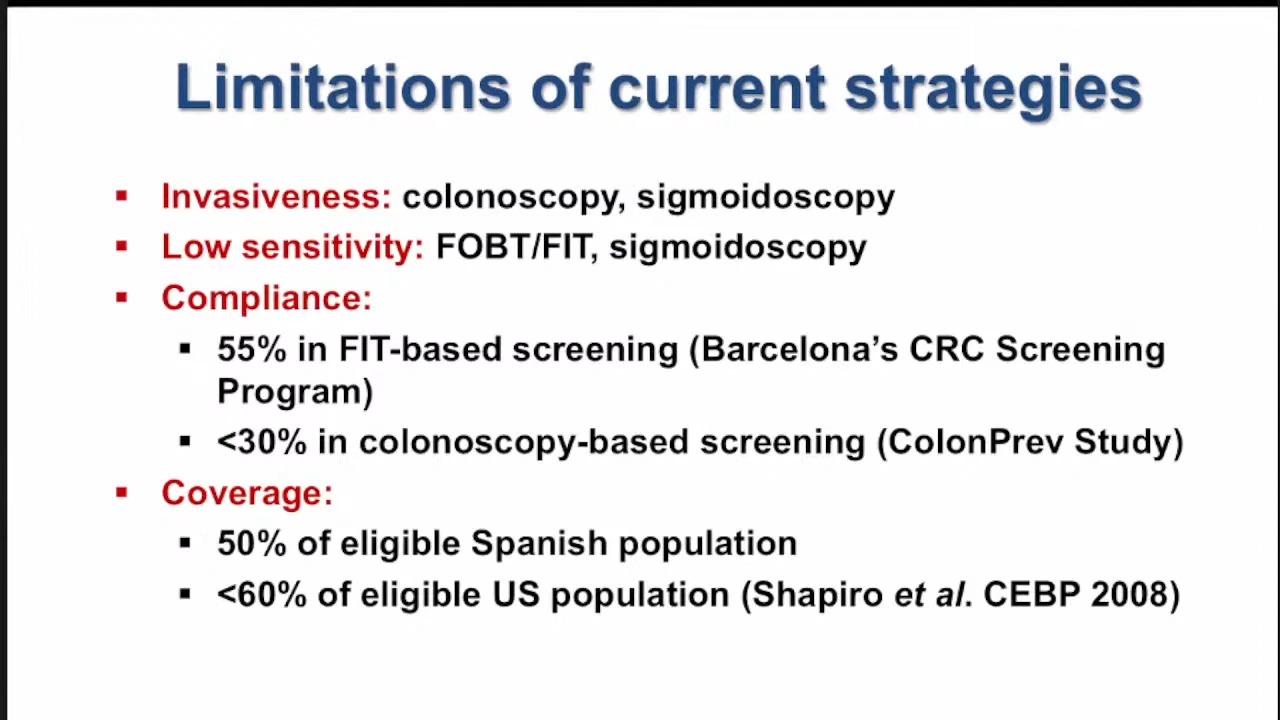 Limitations of current strategies
▪ Invasiveness: colonoscopy, sigmoidoscopy
▪ Low sensitivity: FOBT/FIT, sigmoidoscopy
▪ Compliance:
▪ 55% in FIT-based screening (Barcelona’s CRC Screening
Program)
▪ <30% in colonoscopy-based screening (ColonPrev Study)
▪ Coverage:
▪ 50% of eligible Spanish population
▪ <60% of eligible US population (Shapiro et al. CEBP 2008)